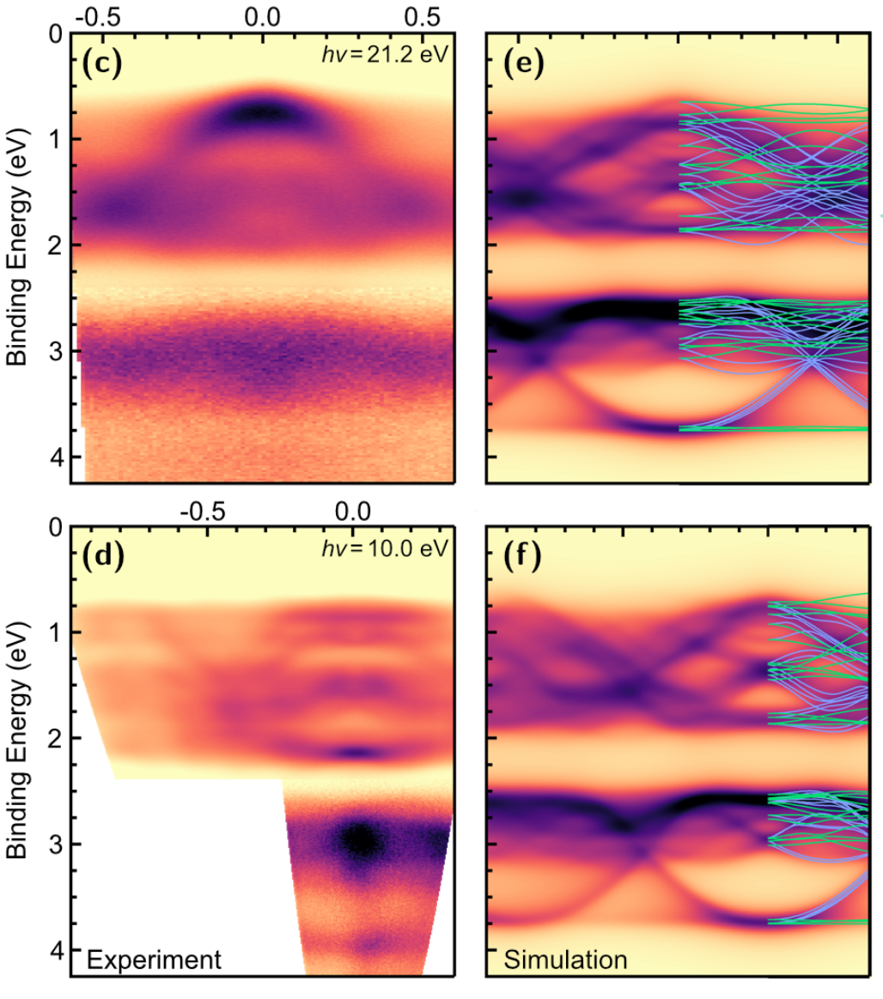 -0.5 0.0 0.5
0
(c)
hν = 21.2 eV
(e)
1
2
3
4
Binding Energy (eV)
-0.5 0.0
0
(d)
hν = 10.0 eV
(f)
1
2
3
4
Binding Energy (eV)
Experiment
Simulation